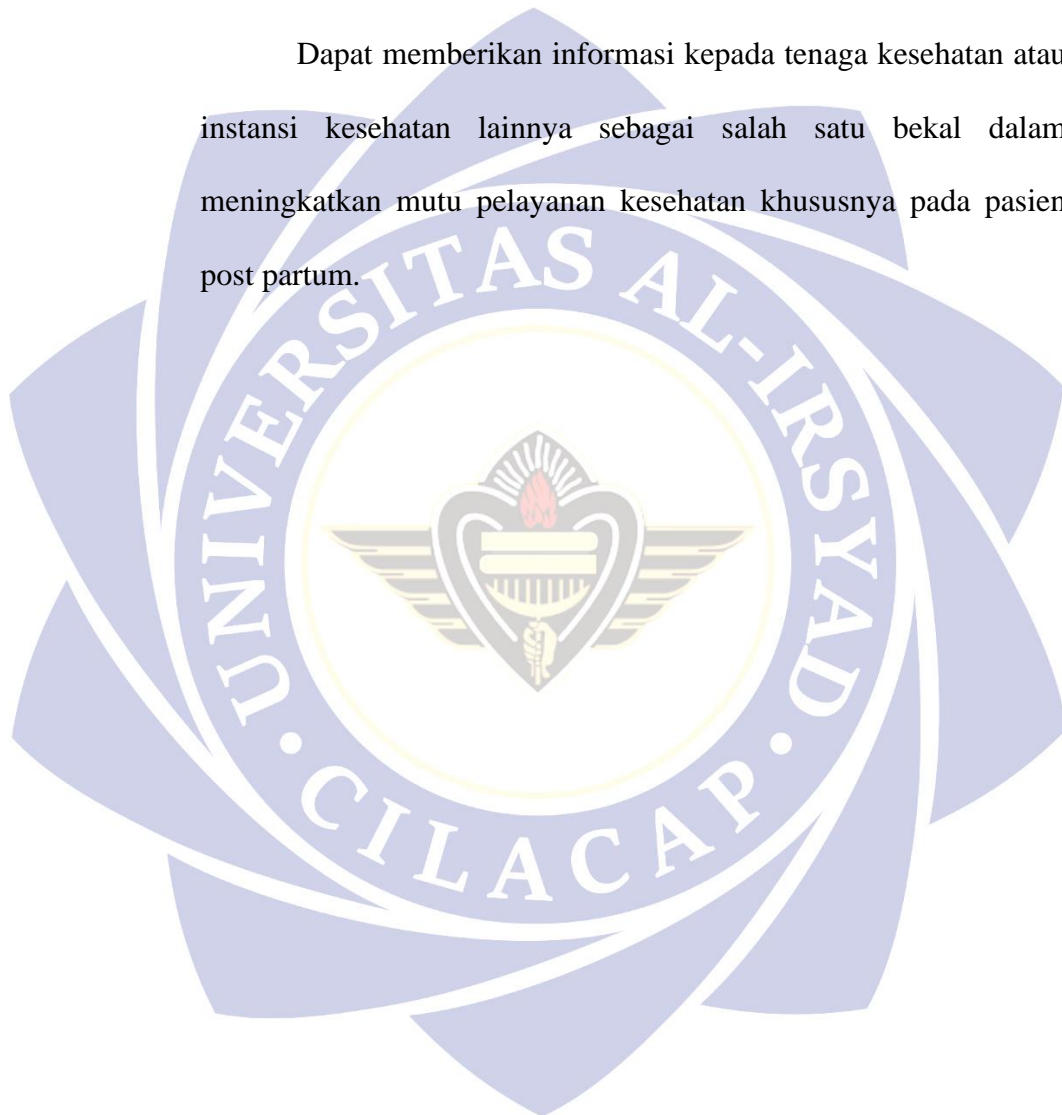 Dapat memberikan informasi kepada tenaga kesehatan atau
instansi kesehatan lainnya sebagai salah satu bekal dalam
meningkatkan mutu pelayanan kesehatan khususnya pada pasien
post partum.
UNIVERSITAS AL-IRSYAD
• CILACAP •